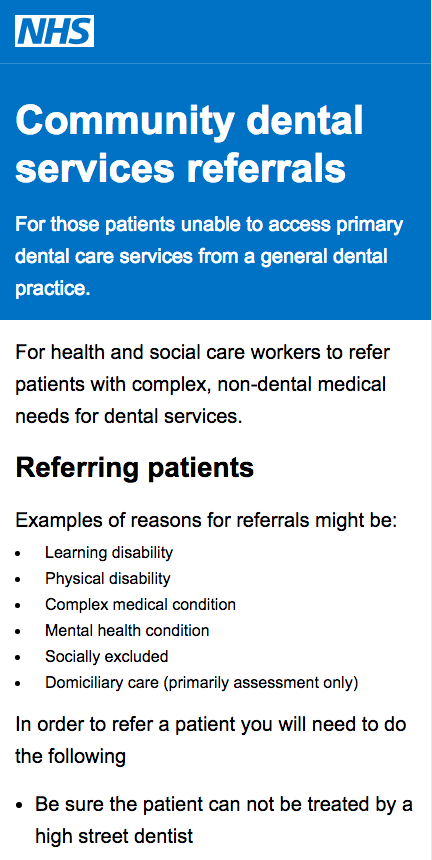 NHS
Community dental
services referrals
For those patients unable to access primary
dental care services from a general dental
practice.
For health and social care workers to refer
patients with complex, non-dental medical
needs for dental services.
Referring patients
Examples of reasons for referrals might be:
• Learning disability
• Physical disability
• Complex medical condition
• Mental health condition
• Socially excluded
• Domiciliary care (primarily assessment only)
In order to refer a patient you will need to do
the following
• Be sure the patient can not be treated by a
high street dentist